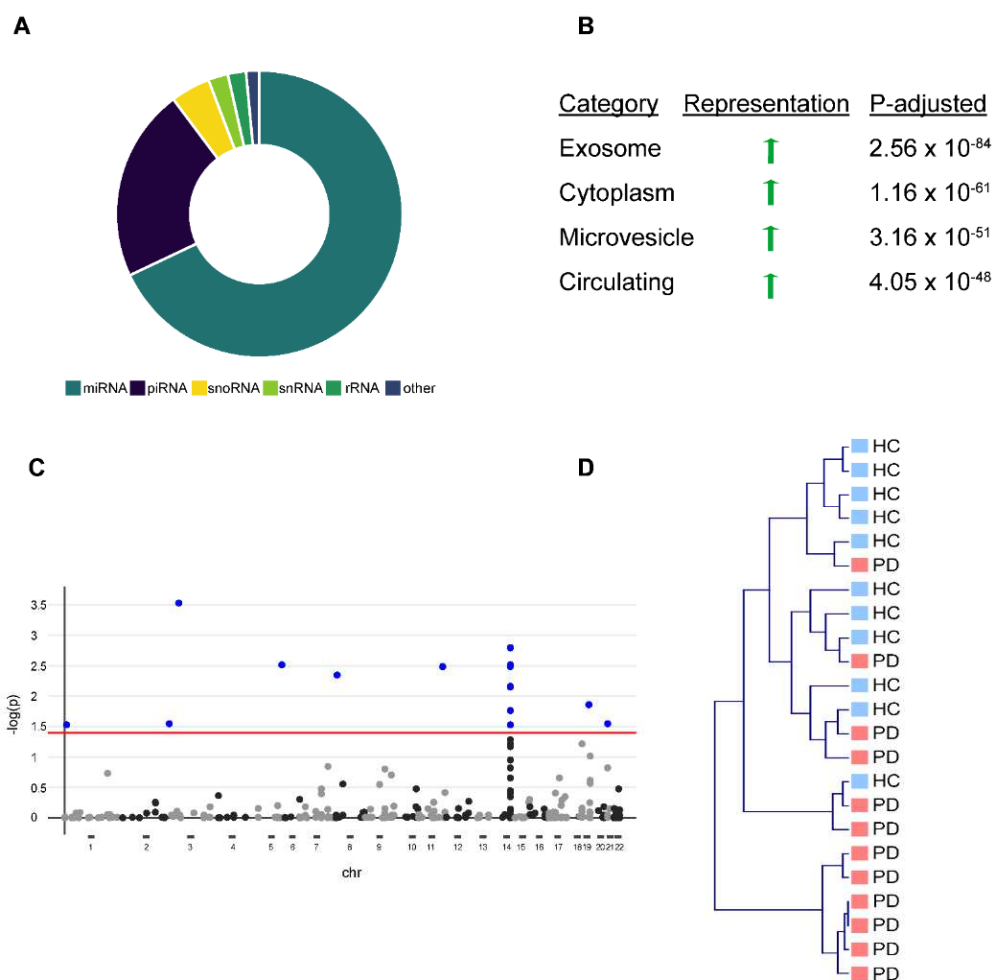 A
miRNA piRNA snoRNA snRNA rRNA other
B
Category Representation P-adjusted
Exosome 2.56 x 10⁻⁸⁴
Cytoplasm 1.16 x 10⁻⁶¹
Microvesicle 3.16 x 10⁻⁵¹
Circulating 4.05 x 10⁻⁴⁸
C
-log(p)
3.5
3
2.5
2
1.5
1
0.5
0
1 2 3 4 5 6 7 8 9 10 11 12 13 14 15 16 17 18 19 20 21 22
chr
D
HC
HC
HC
HC
HC
PD
HC
HC
HC
PD
HC
HC
PD
PD
HC
PD
PD
PD
PD
PD
PD
PD
PD